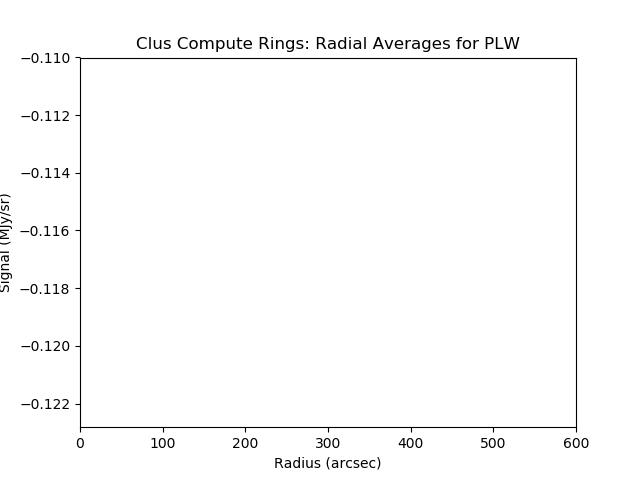 Clus Compute Rings: Radial Averages for PLW
−0.110
−0.112
−0.114
−0.116
−0.118
−0.120
−0.122
Signal (MJy/sr)
0 100 200 300 400 500 600
Radius (arcsec)